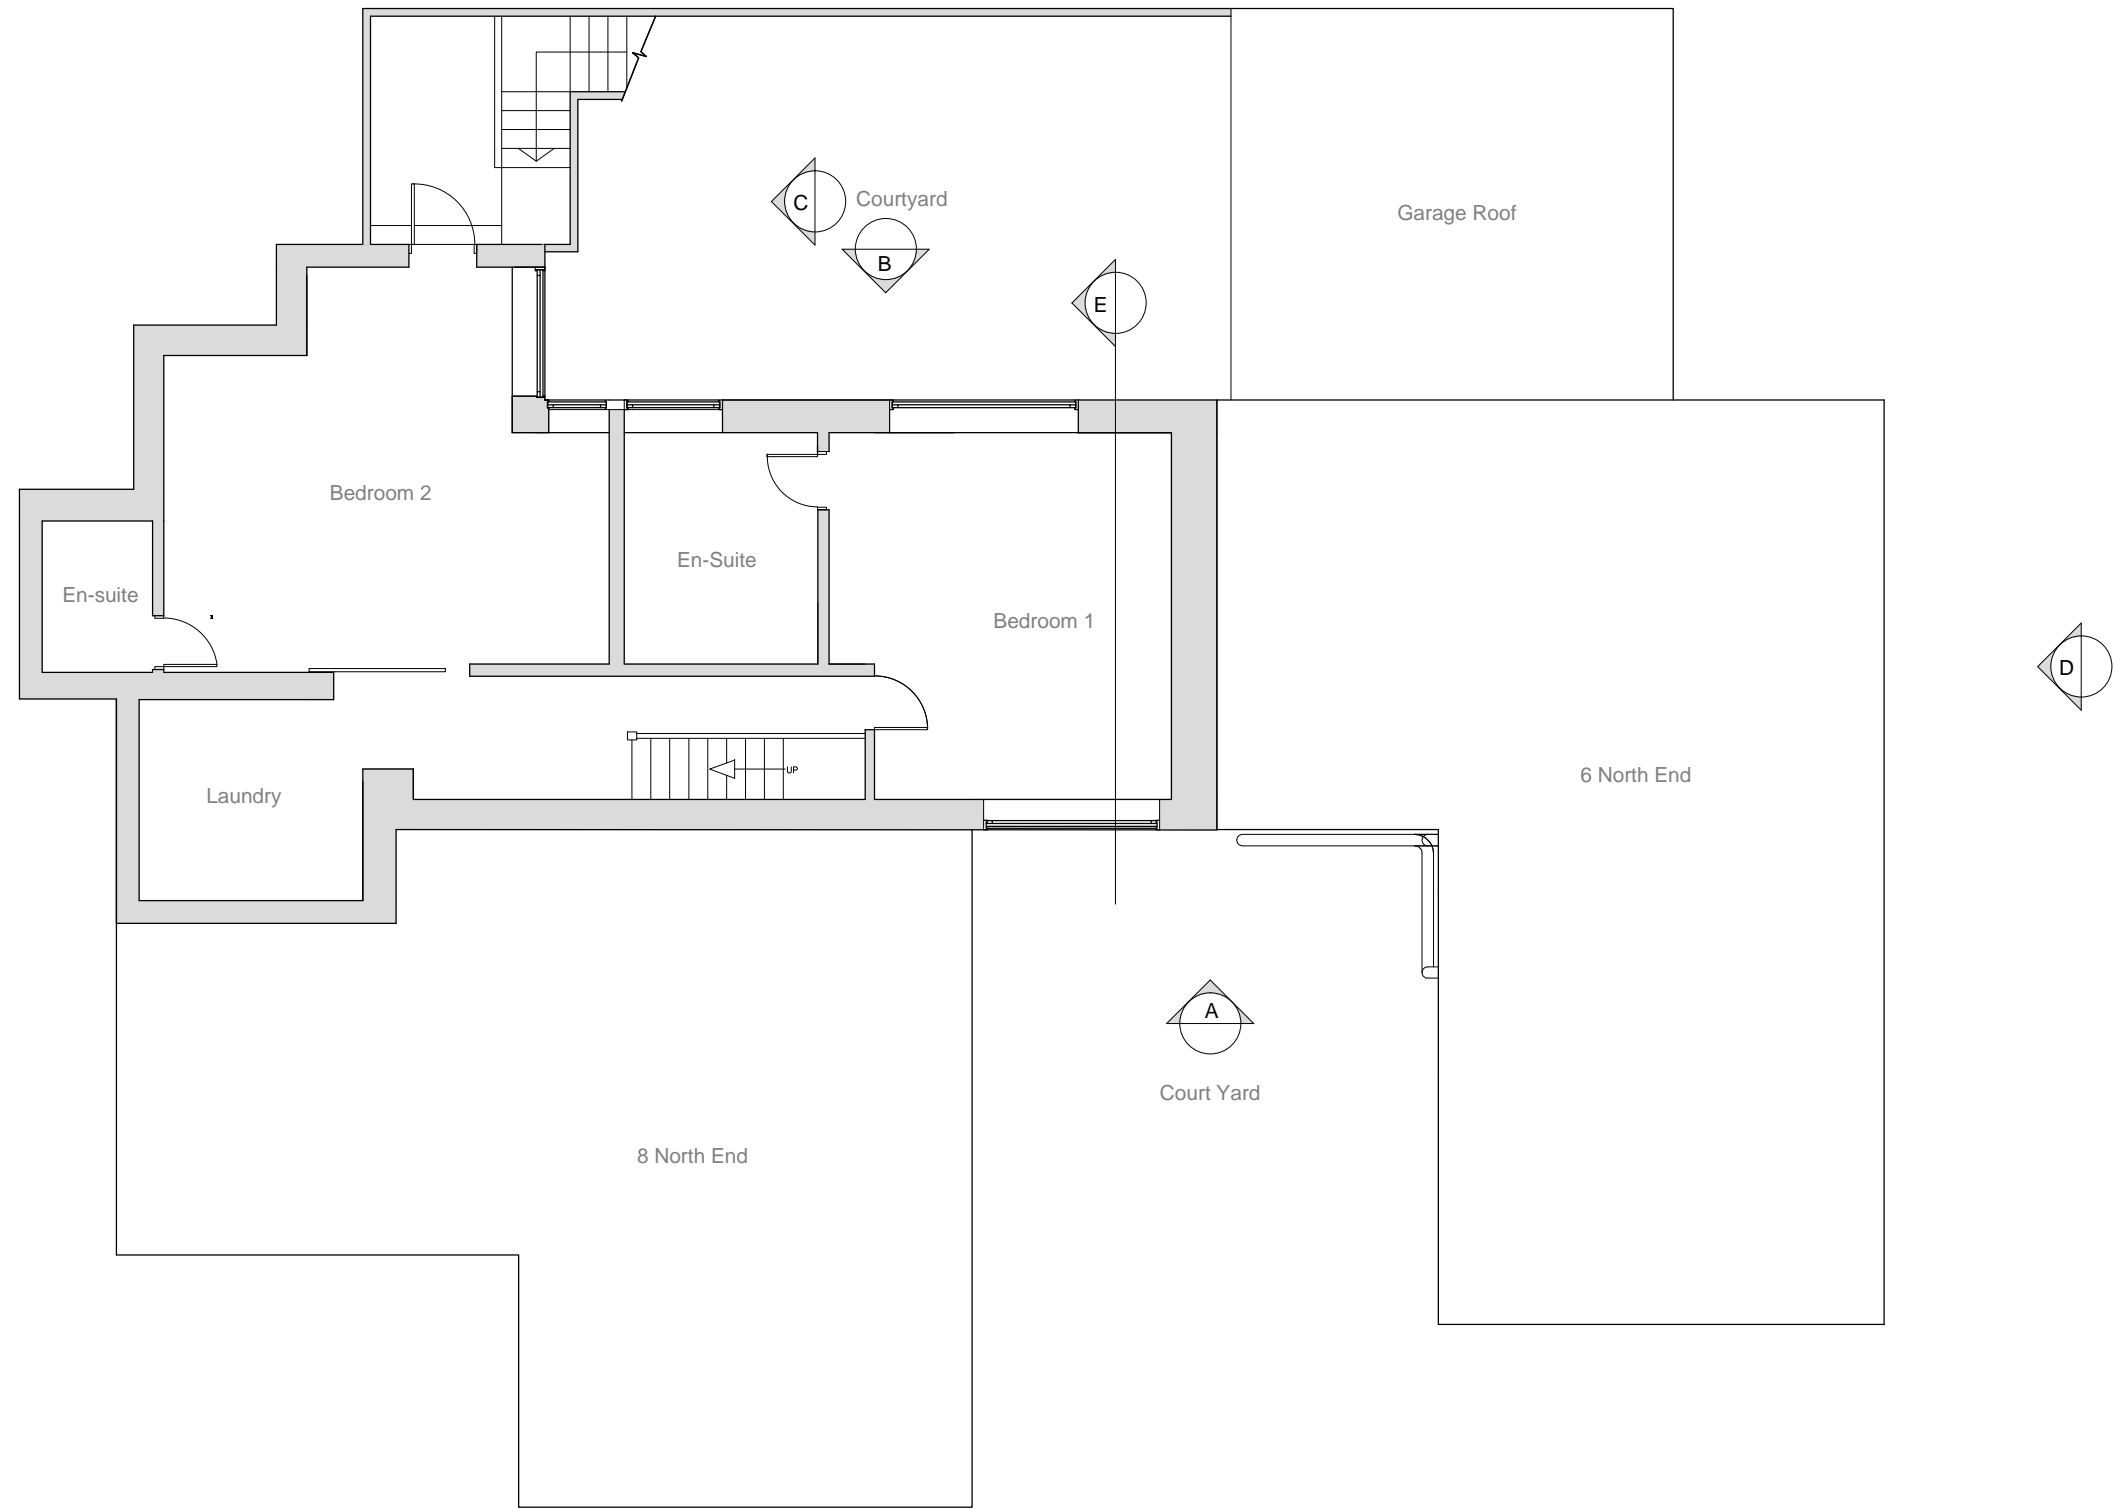 C
Courtyard
Garage Roof
B
E
Bedroom 2
En-Suite
En-suite
Bedroom 1
D
UP
6 North End
Laundry
A
Court Yard
8 North End